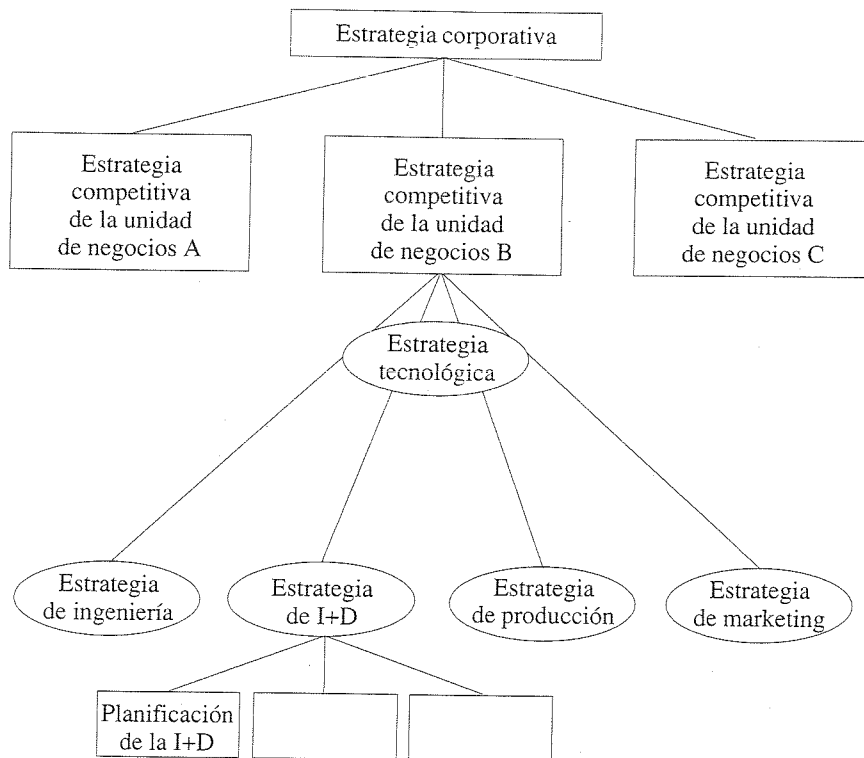 Estrategia corporativa
Estrategia
competitiva
de la unidad
de negocios A
Estrategia
competitiva
de la unidad
de negocios B
Estrategia
competitiva
de la unidad
de negocios C
Estrategia
tecnológica
Estrategia
de ingeniería
Estrategia
de I+D
Estrategia
de producción
Estrategia
de marketing
Planificación
de la I+D